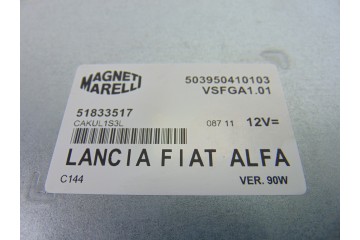 MAGNETI MARELLI 503950410103
VSFGA1.01
51833517
CAKUL1S3L 087 11 12V=
LANCIA FIAT ALFA
C144 VER. 90W